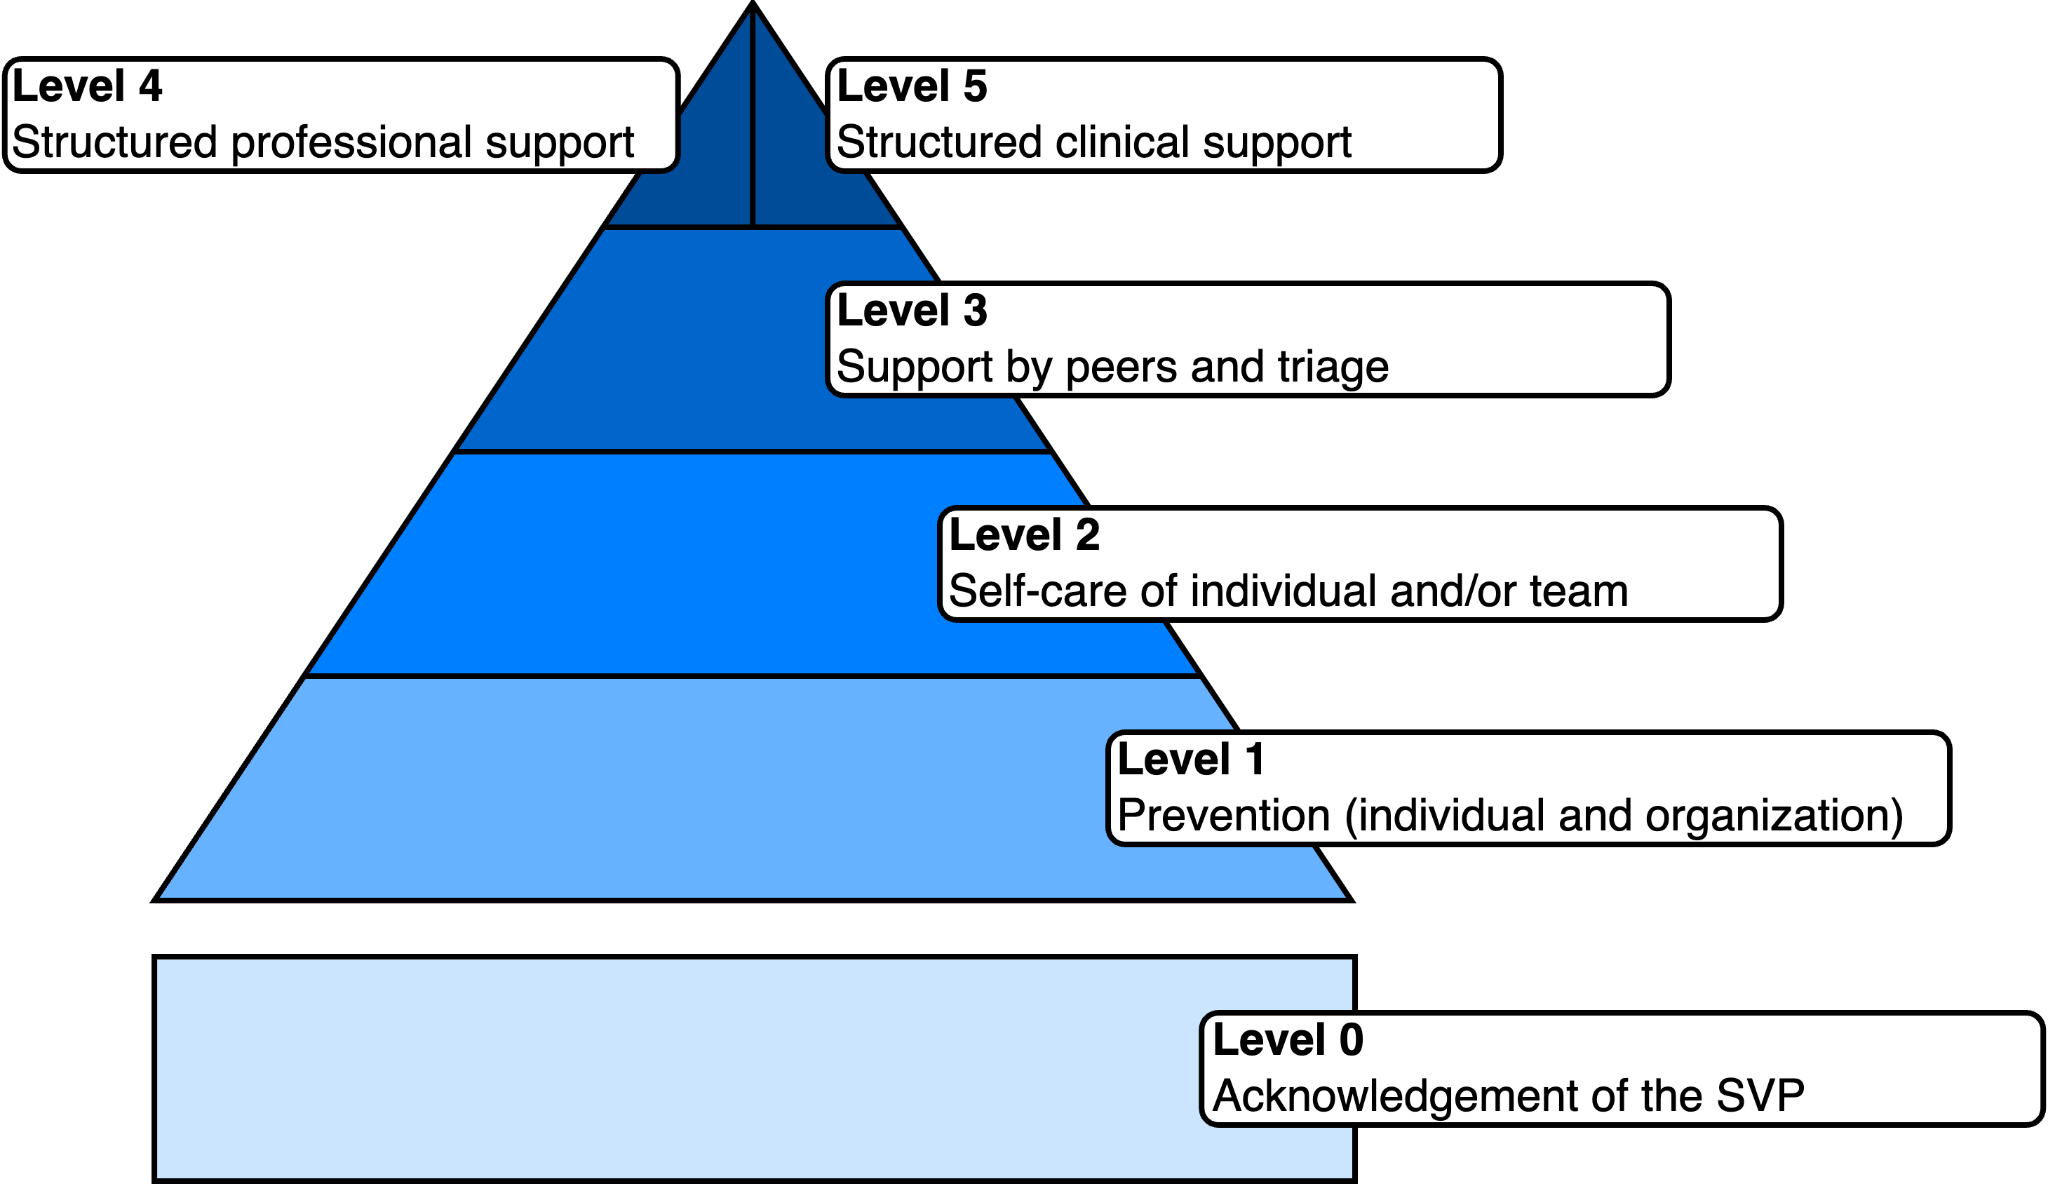 Level 4
Structured professional support
Level 5
Structured clinical support
Level 3
Support by peers and triage
Level 2
Self-care of individual and/or team
Level 1
Prevention (individual and organization)
Level 0
Acknowledgement of the SVP